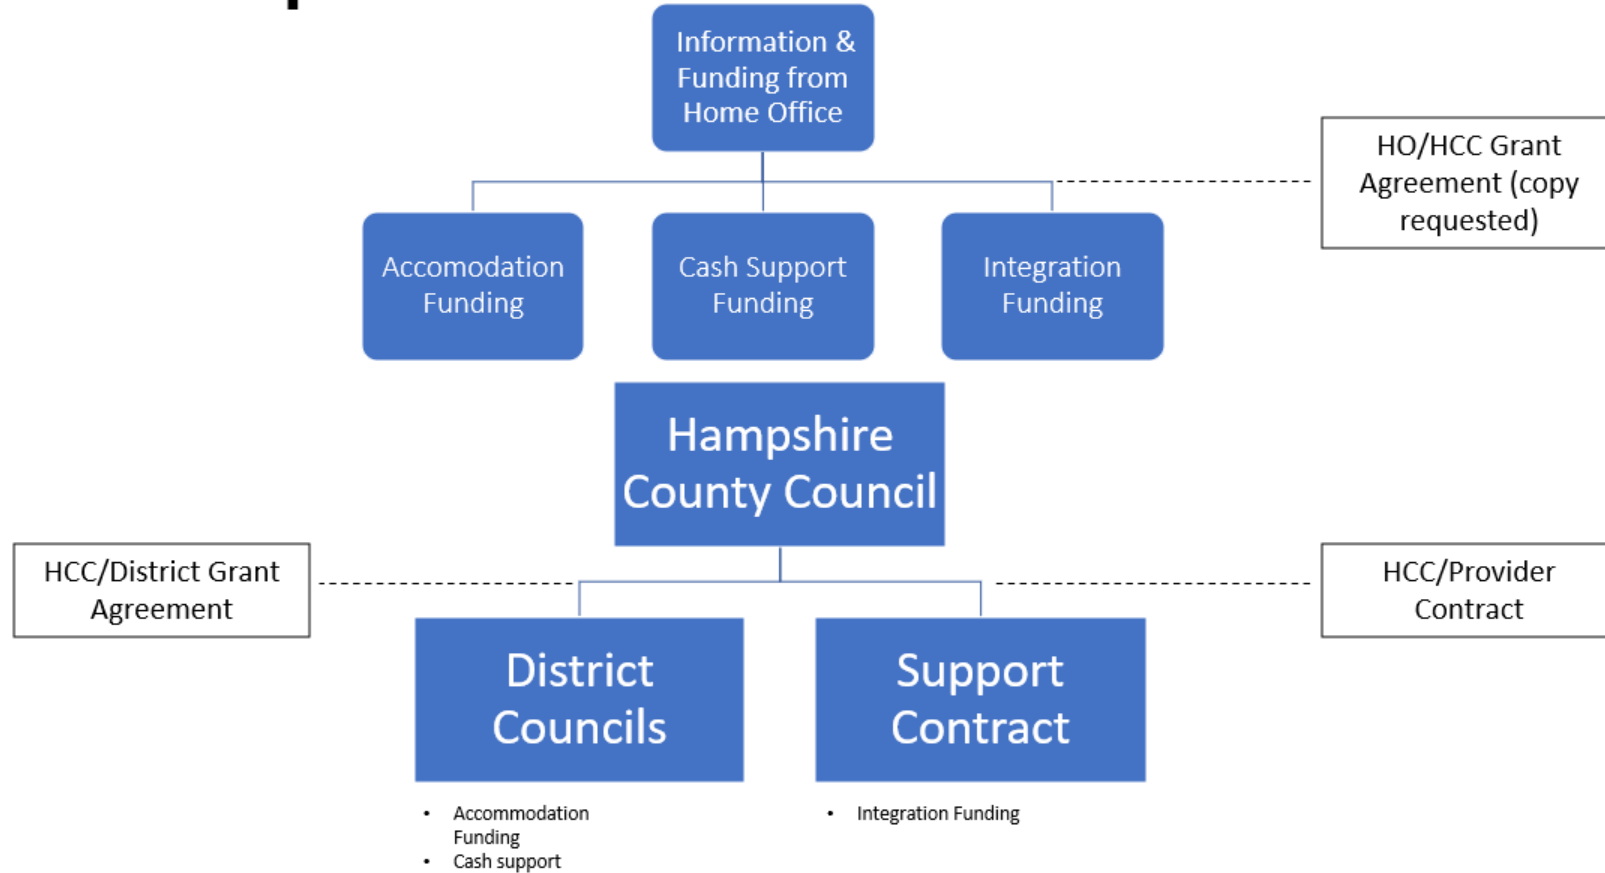 Information &
Funding from
Home Office
HO/HCC Grant
Agreement (copy
requested)
Accomodation
Funding
Cash Support
Funding
Integration
Funding
Hampshire
County Council
HCC/District Grant
Agreement
HCC/Provider
Contract
District
Councils
Support
Contract
• Accommodation
Funding
• Cash support
• Integration Funding